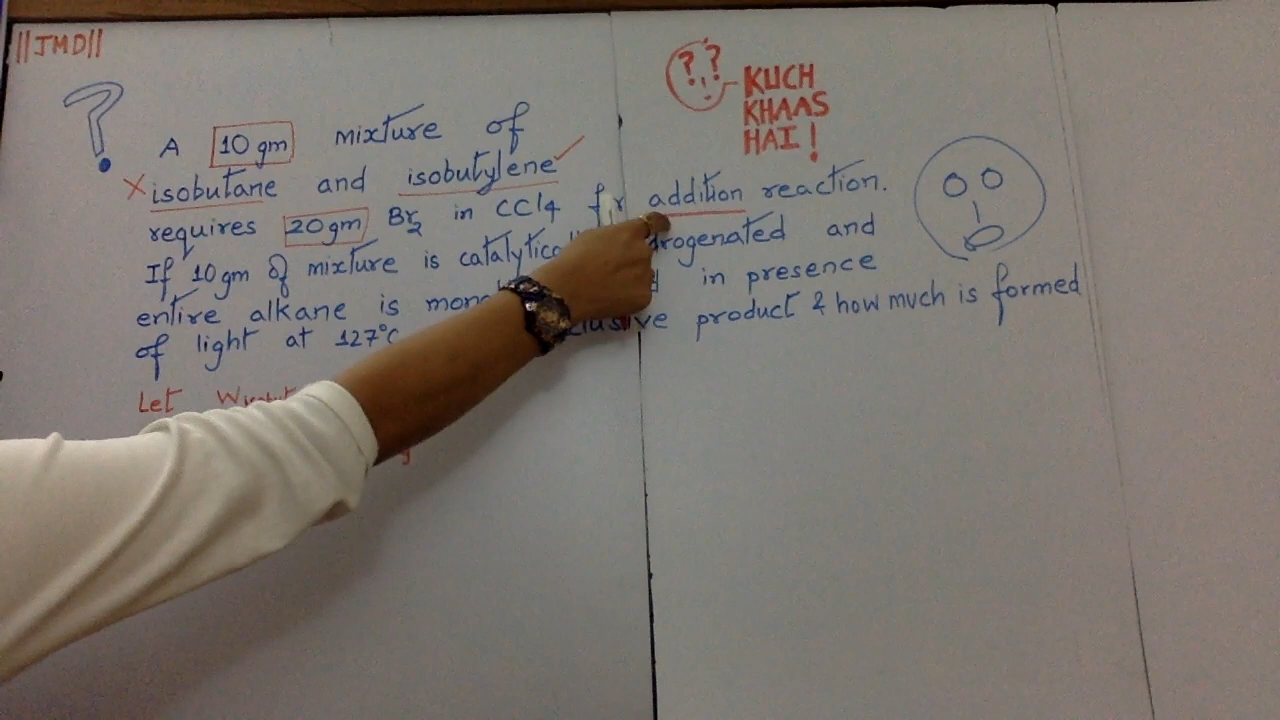 ||JMD||
??
KUCH
KHAAS
HAI!
?
A 10 gm mixture of
isobutane and isobutylene
requires 20gm Br2 in CCl4 for addition reaction.
If 10gm of mixture is and
entire alkane is in presence
of light at 127°C product & how much is formed
Let